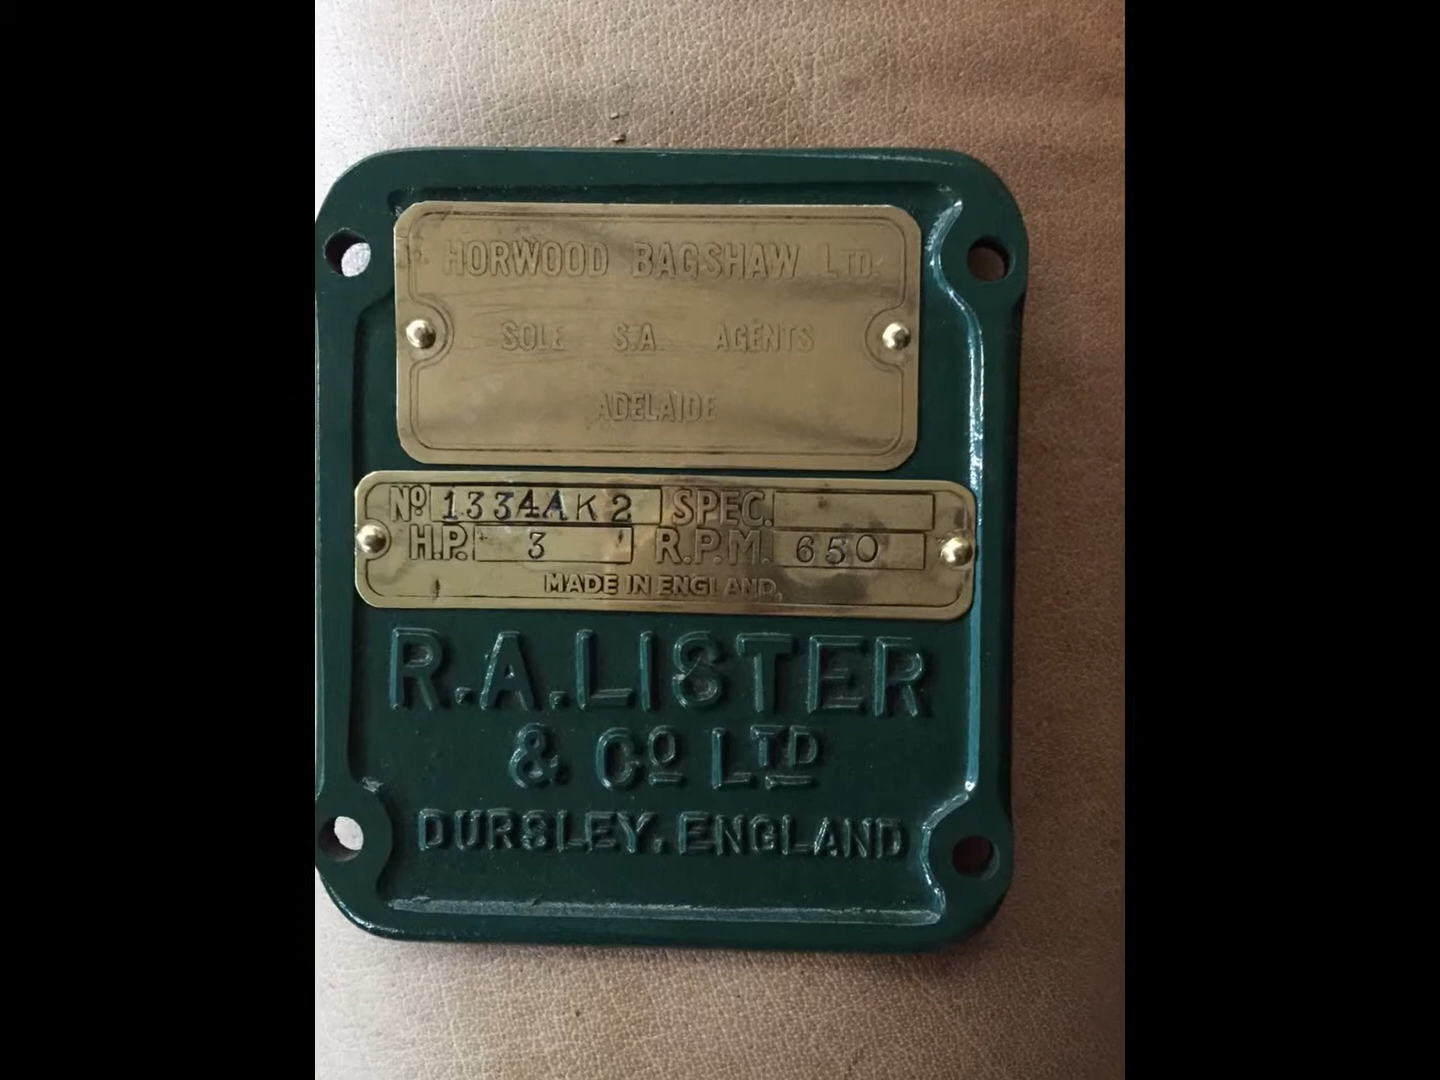 HORWOOD BAGSHAW LTD.
SOLE S.A. AGENTS
ADELAIDE
Nº 1334AK2 SPEC.
H.P. 3 R.P.M. 650
MADE IN ENGLAND.
R.A.LISTER
& Cº LTD
DURSLEY, ENGLAND